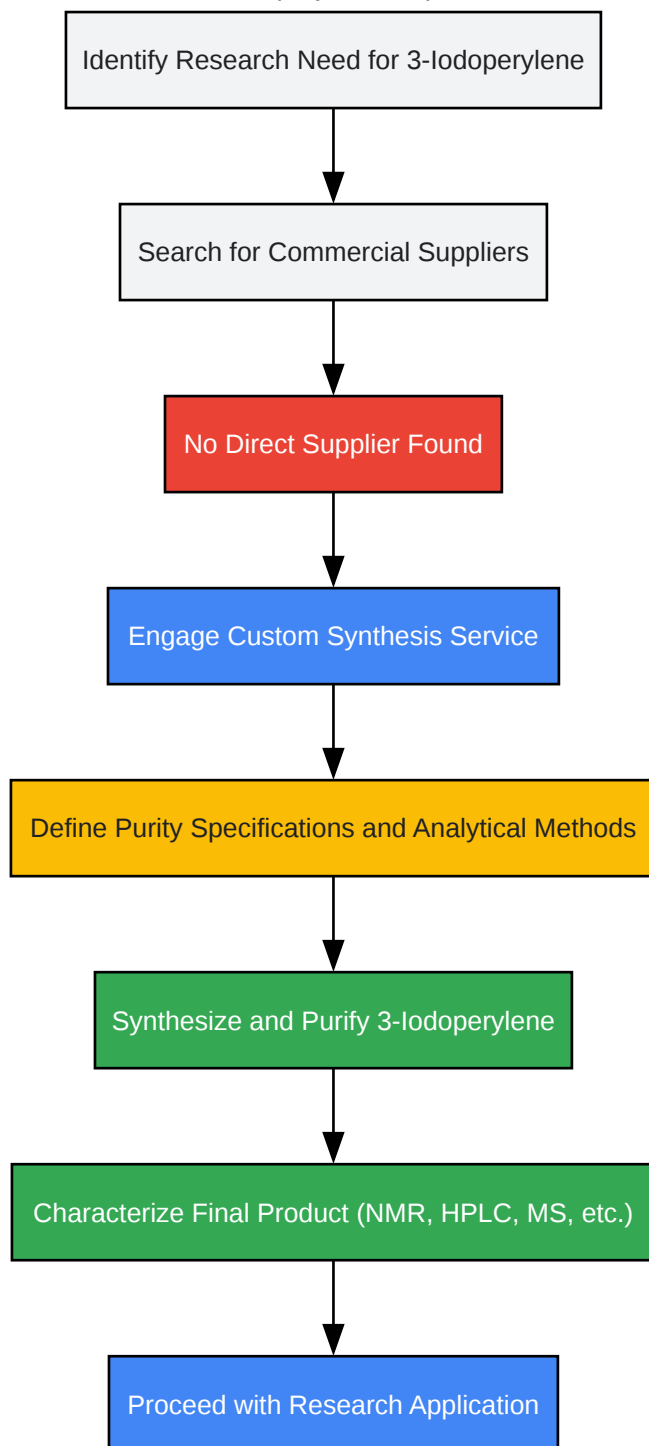 Identify Research Need for 3-Iodoperylene
Search for Commercial Suppliers
No Direct Supplier Found
Engage Custom Synthesis Service
Define Purity Specifications and Analytical Methods
Synthesize and Purify 3-Iodoperylene
Characterize Final Product (NMR, HPLC, MS, etc.)
Proceed with Research Application